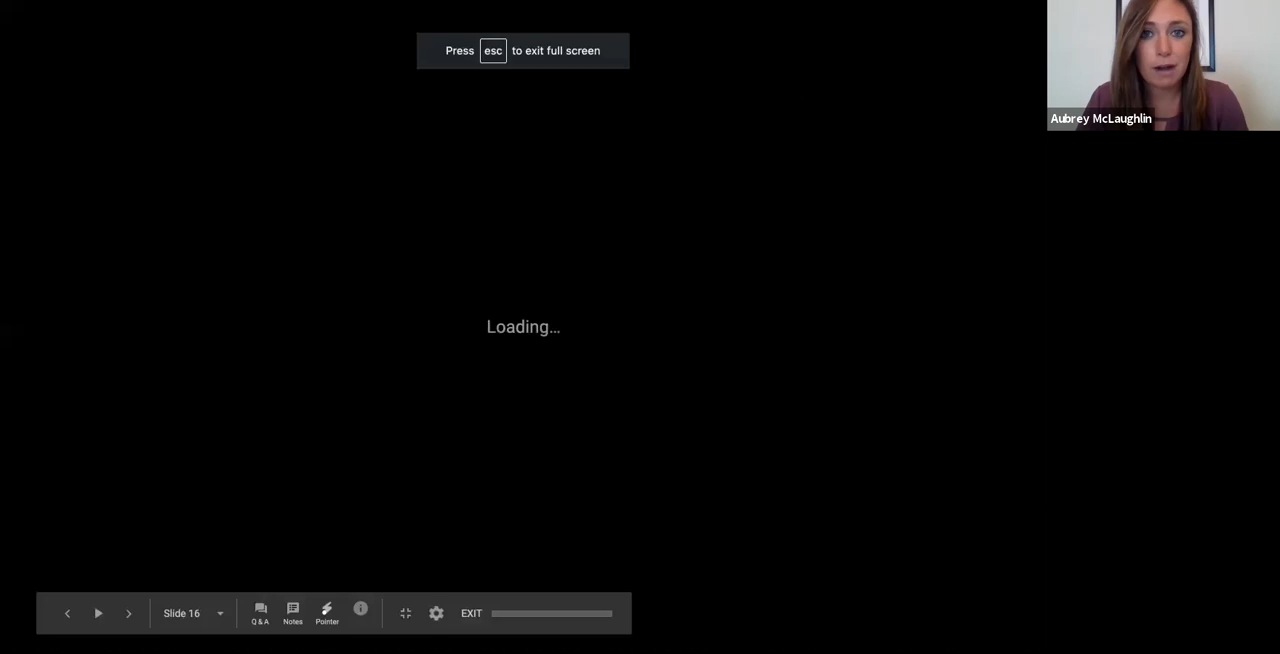 Press esc to exit full screen
Aubrey McLaughlin
Loading...
Slide 16
Q & A
Notes
Pointer
EXIT